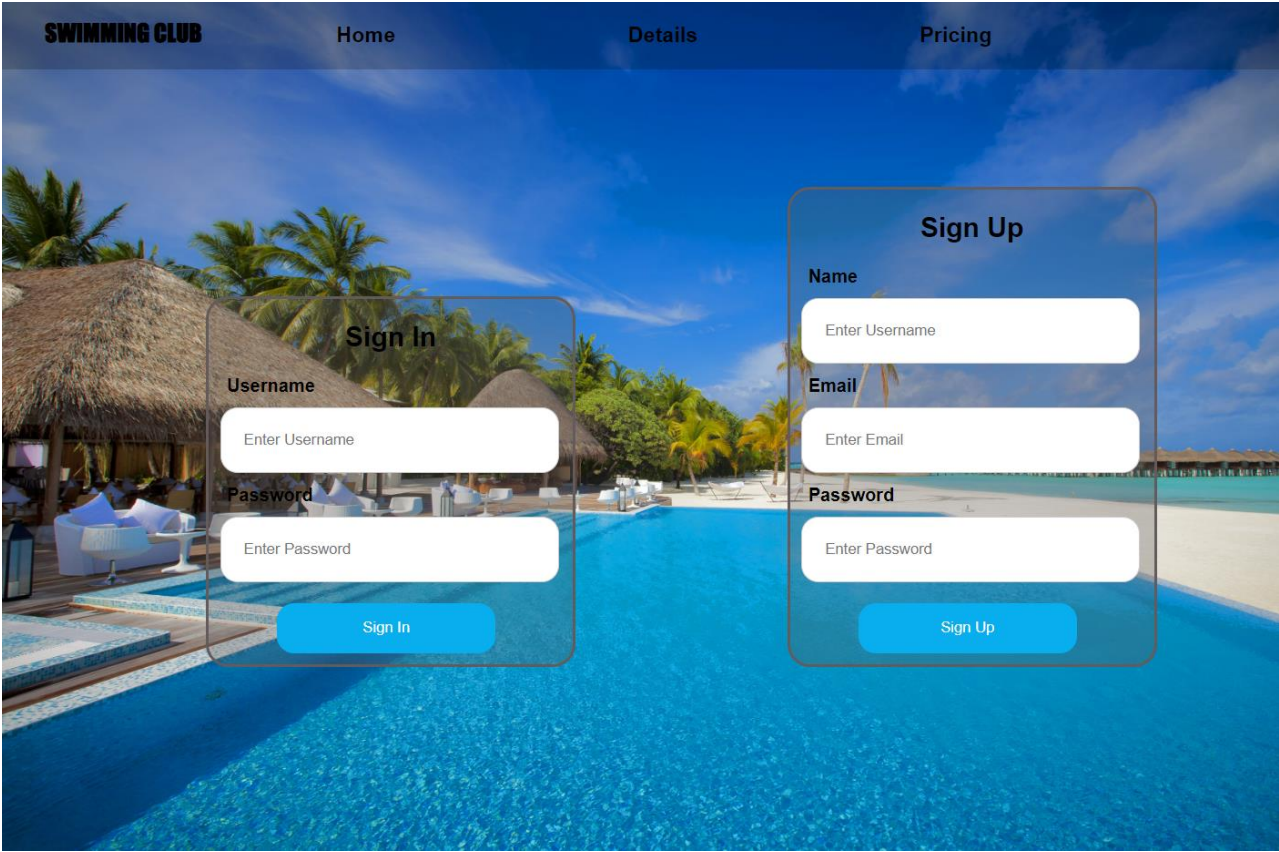 SWIMMING CLUB Home Details Pricing
Sign In
Username
Enter Username
Password
Enter Password
Sign In
Sign Up
Name
Enter Username
Email
Enter Email
Password
Enter Password
Sign Up